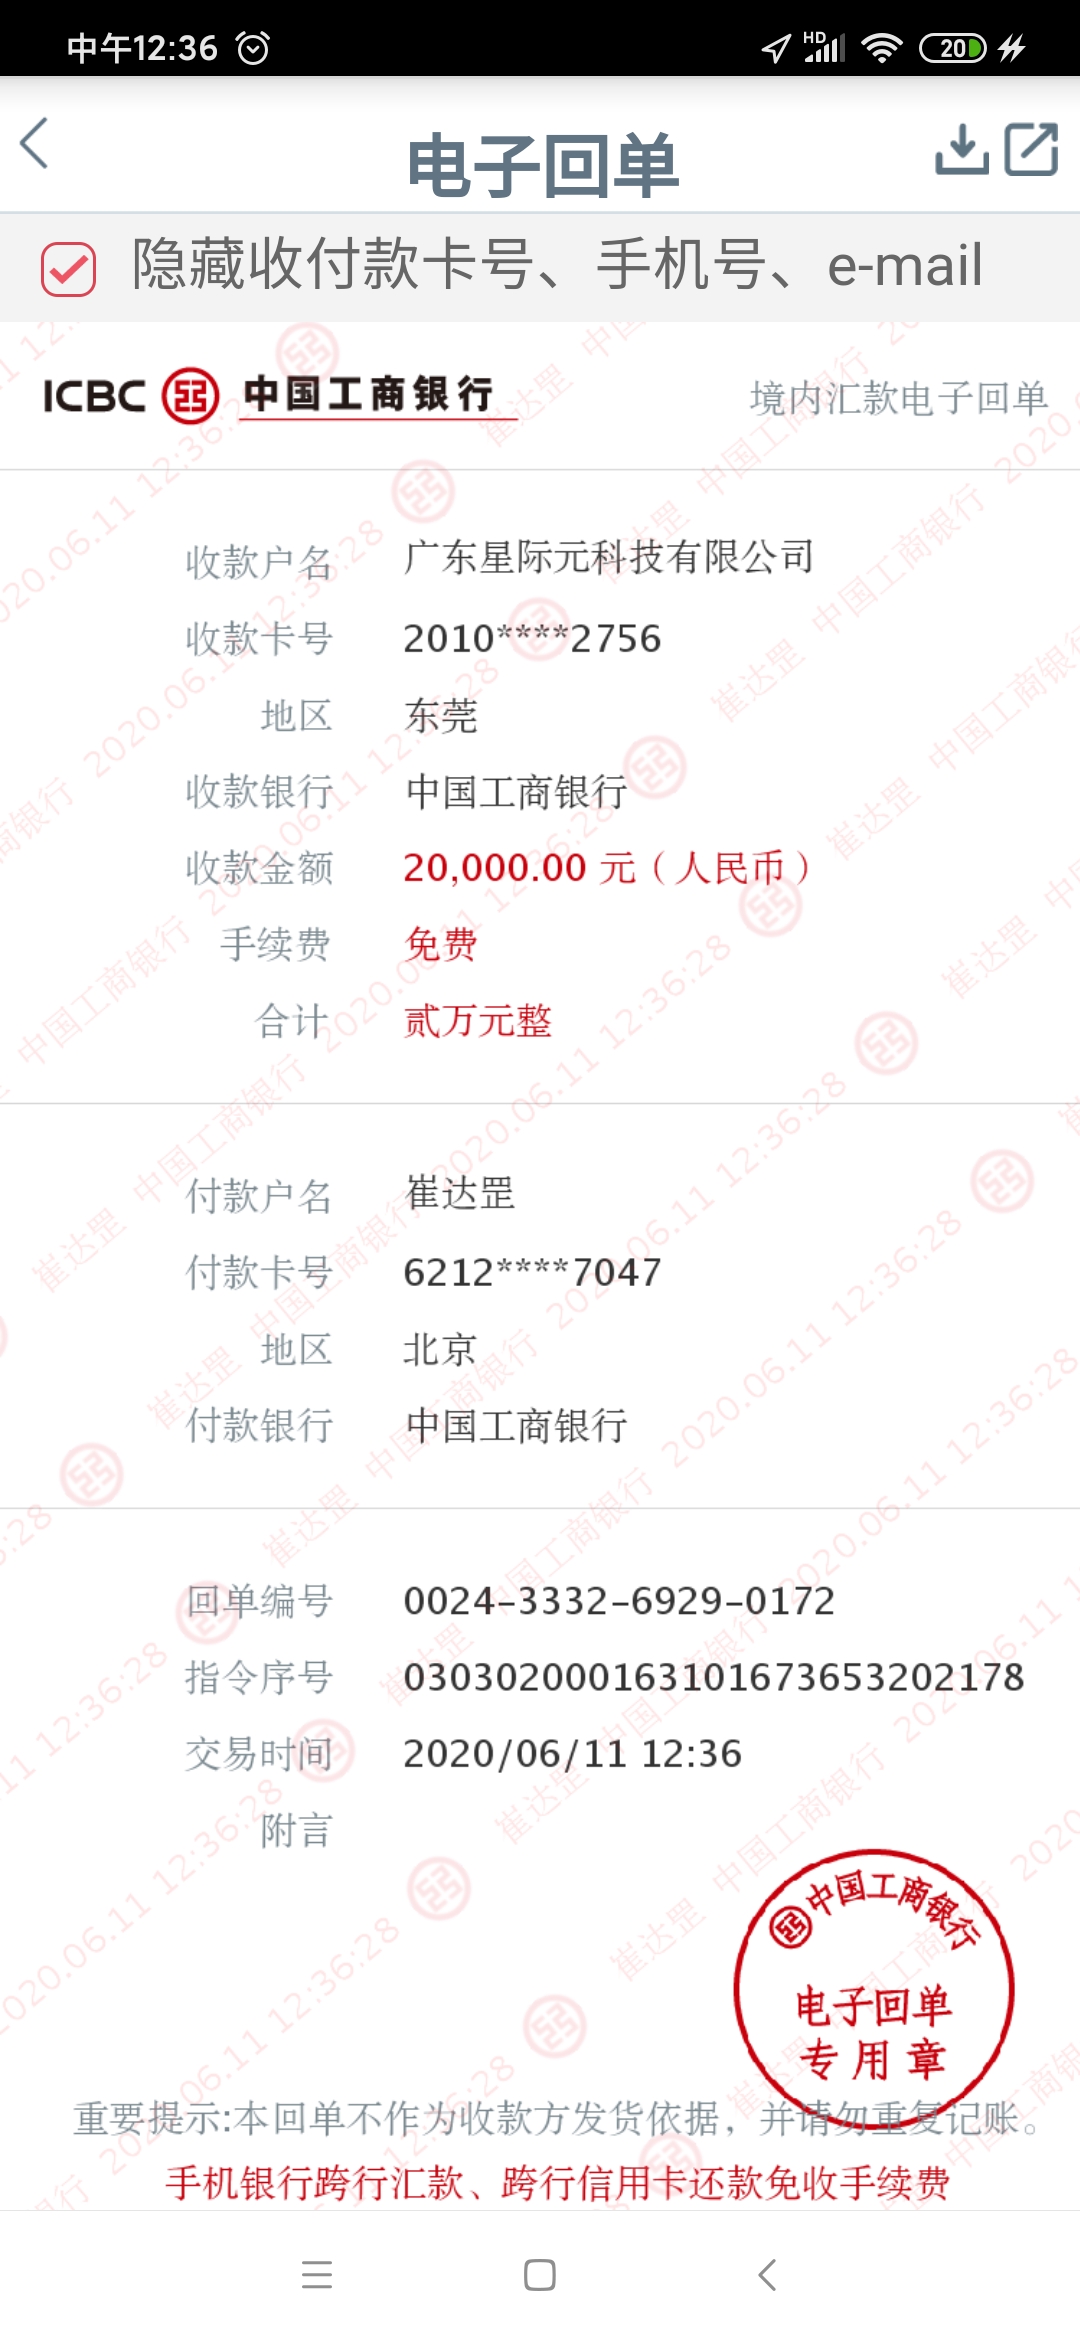 中午12:36
HD
20
电子回单
隐藏收付款卡号、手机号、e-mail
ICBC 中国工商银行
境内汇款电子回单
收款户名 广东星际元科技有限公司
收款卡号 2010****2756
地区 东莞
收款银行 中国工商银行
收款金额 20,000.00 元（人民币）
手续费 免费
合计 贰万元整
付款户名 崔达罡
付款卡号 6212****7047
地区 北京
付款银行 中国工商银行
回单编号 0024-3332-6929-0172
指令序号 030302000163101673653202178
交易时间 2020/06/11 12:36
附言
中国工商银行
电子回单
专用章
重要提示:本回单不作为收款方发货依据，并请勿重复记账。
手机银行跨行汇款、跨行信用卡还款免收手续费
崔达罡 中国工商银行 2020.06.11 12:36:28